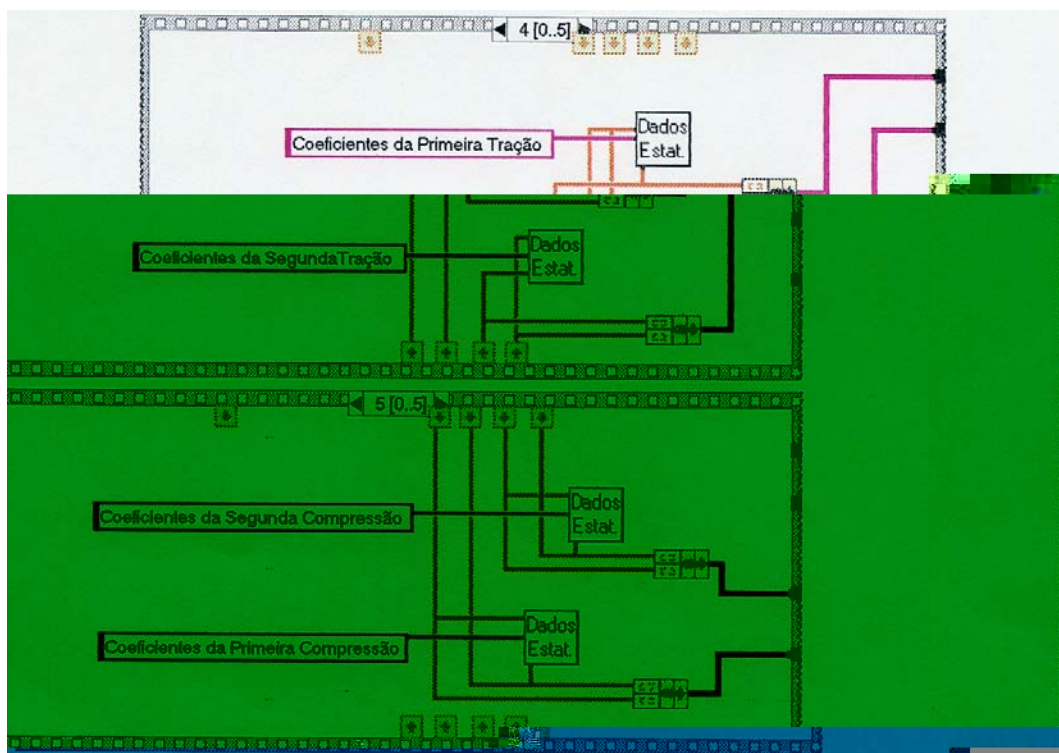 4 [0..5]
Coeficientes da Primeira Tração
Dados
Estat.
Coeficientes da SegundaTração
Dados
Estat.
5 [0..5]
Coeficientes da Segunda Compressão
Dados
Estat.
Coeficientes da Primeira Compressão
Dados
Estat.